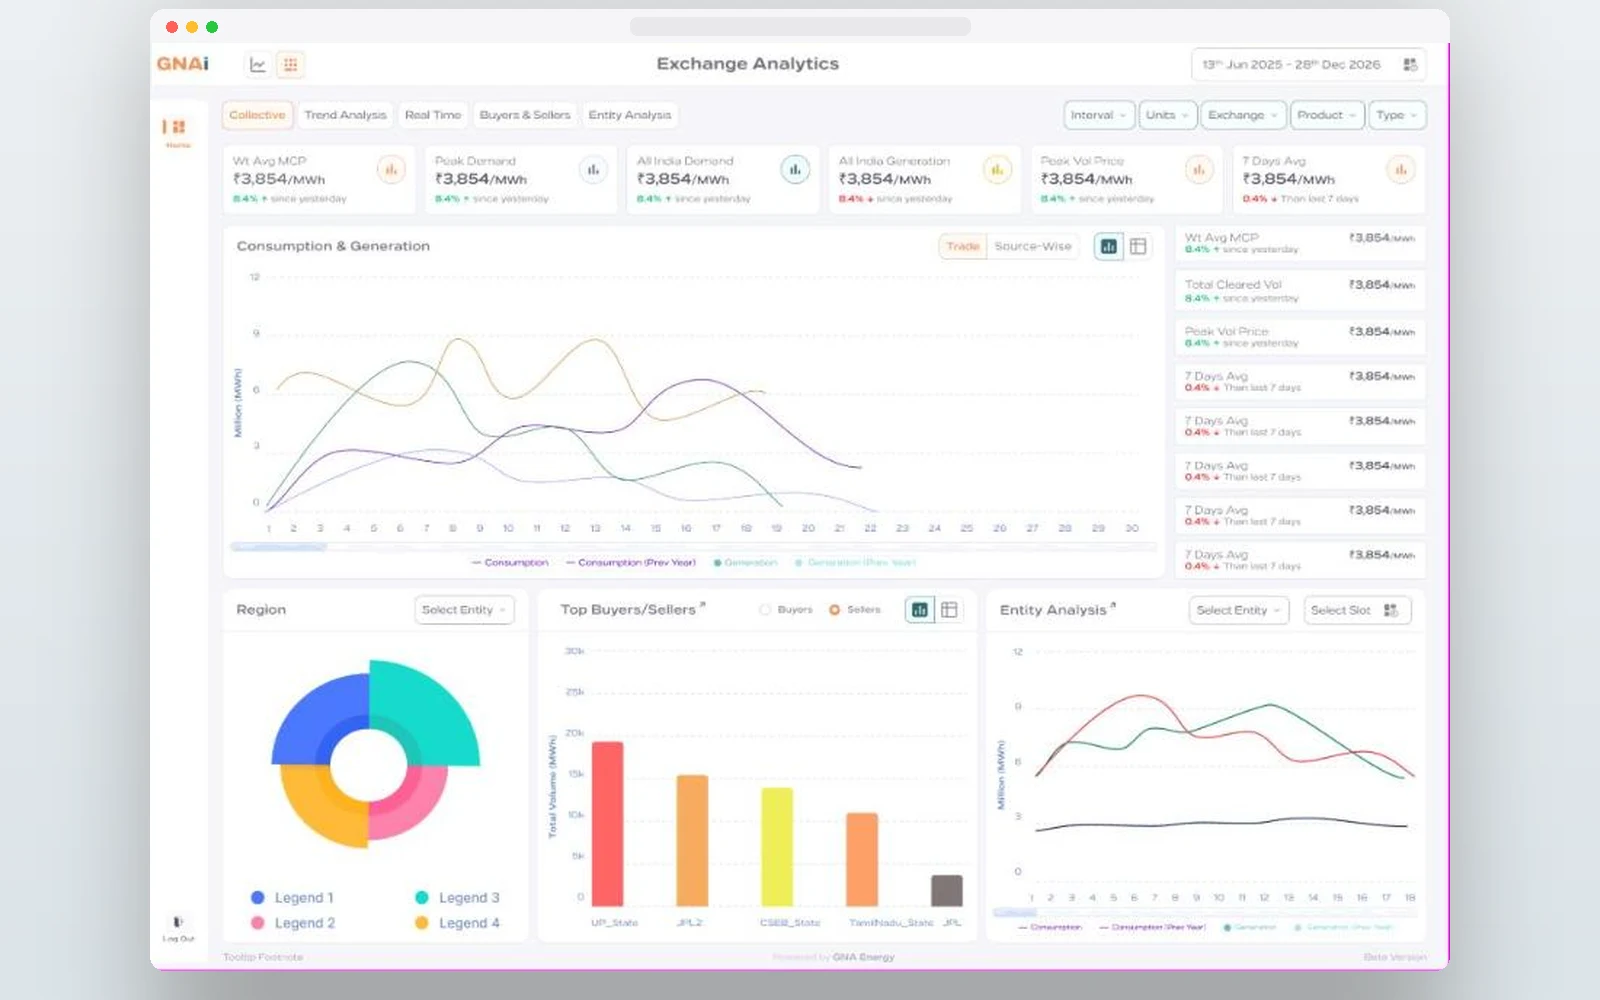 GNAi
Exchange Analytics
13th Jun 2025 - 28th Dec 2026
Home
Collective
Trend Analysis
Real Time
Buyers & Sellers
Entity Analysis
Interval
Units
Exchange
Product
Type
Wt Avg MCP
₹3,854/MWh
8.4% ↑ since yesterday
Peak Demand
₹3,854/MWh
8.4% ↑ since yesterday
All India Demand
₹3,854/MWh
8.4% ↑ since yesterday
All India Generation
₹3,854/MWh
8.4% ↓ since yesterday
Peak Vol Price
₹3,854/MWh
8.4% ↑ since yesterday
7 Days Avg
₹3,854/MWh
0.4% ↓ Than last 7 days
Consumption & Generation
Trade
Source-Wise
12
9
6
3
0
Million (MWh)
1 2 3 4 5 6 7 8 9 10 11 12 13 14 15 16 17 18 19 20 21 22 23 24 25 26 27 28 29 30
Consumption
Consumption (Prev Year)
Generation
Generation (Prev Year)
Wt Avg MCP ₹3,854/MWh
8.4% ↑ since yesterday
Total Cleared Vol ₹3,854/MWh
8.4% ↑ since yesterday
Peak Vol Price ₹3,854/MWh
8.4% ↑ since yesterday
7 Days Avg ₹3,854/MWh
0.4% ↓ Than last 7 days
7 Days Avg ₹3,854/MWh
0.4% ↓ Than last 7 days
7 Days Avg ₹3,854/MWh
0.4% ↓ Than last 7 days
7 Days Avg ₹3,854/MWh
0.4% ↓ Than last 7 days
7 Days Avg ₹3,854/MWh
0.4% ↓ Than last 7 days
Region
Select Entity
Legend 1
Legend 3
Legend 2
Legend 4
Top Buyers/Sellers
Buyers
Sellers
30k
25k
20k
15k
10k
5k
0
Total Volume (MWh)
UP_State
JPL2
CSEB_State
TamilNadu_State
JPL
Entity Analysis
Select Entity
Select Slot
12
9
6
3
0
Million (MWh)
1 2 3 4 5 6 7 8 9 10 11 12 13 14 15 16 17 18
Consumption
Consumption (Prev Year)
Generation
Generation (Prev Year)
Log Out
Tooltip Footnote
Powered by GNA Energy
Beta Version